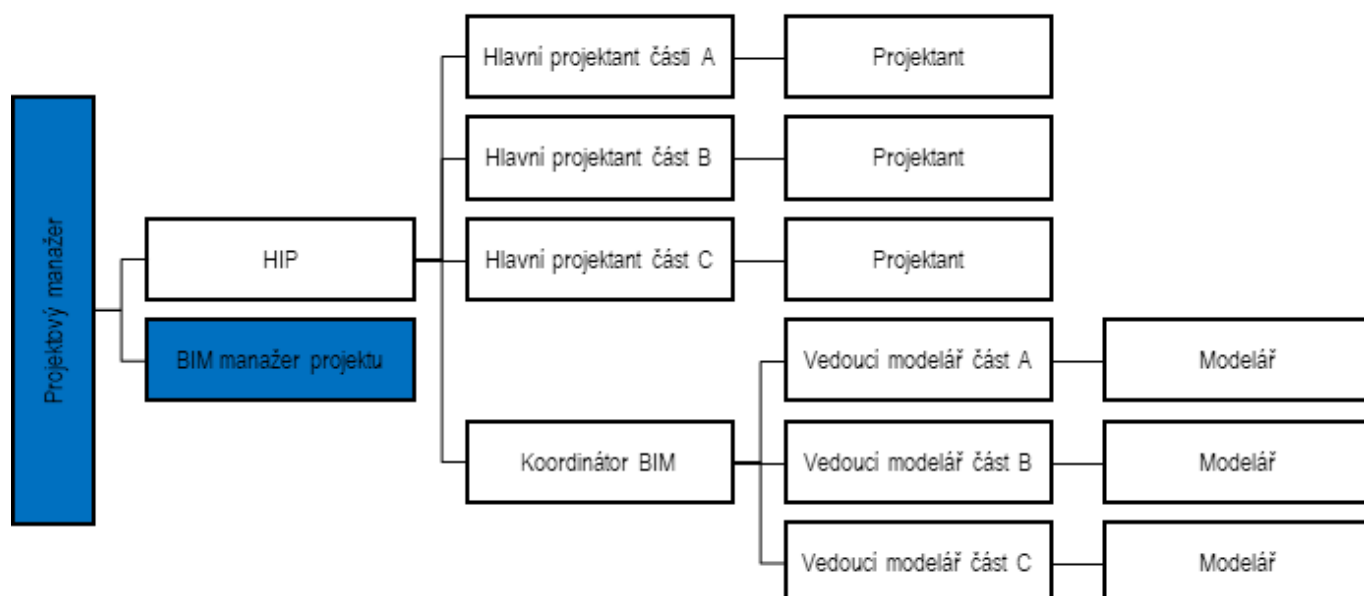 Projektový manažer
HIP
BIM manažer projektu
Hlavní projektant části A
Projektant
Hlavní projektant část B
Projektant
Hlavní projektant část C
Projektant
Koordinátor BIM
Vedoucí modelář část A
Modelář
Vedoucí modelář část B
Modelář
Vedoucí modelář část C
Modelář